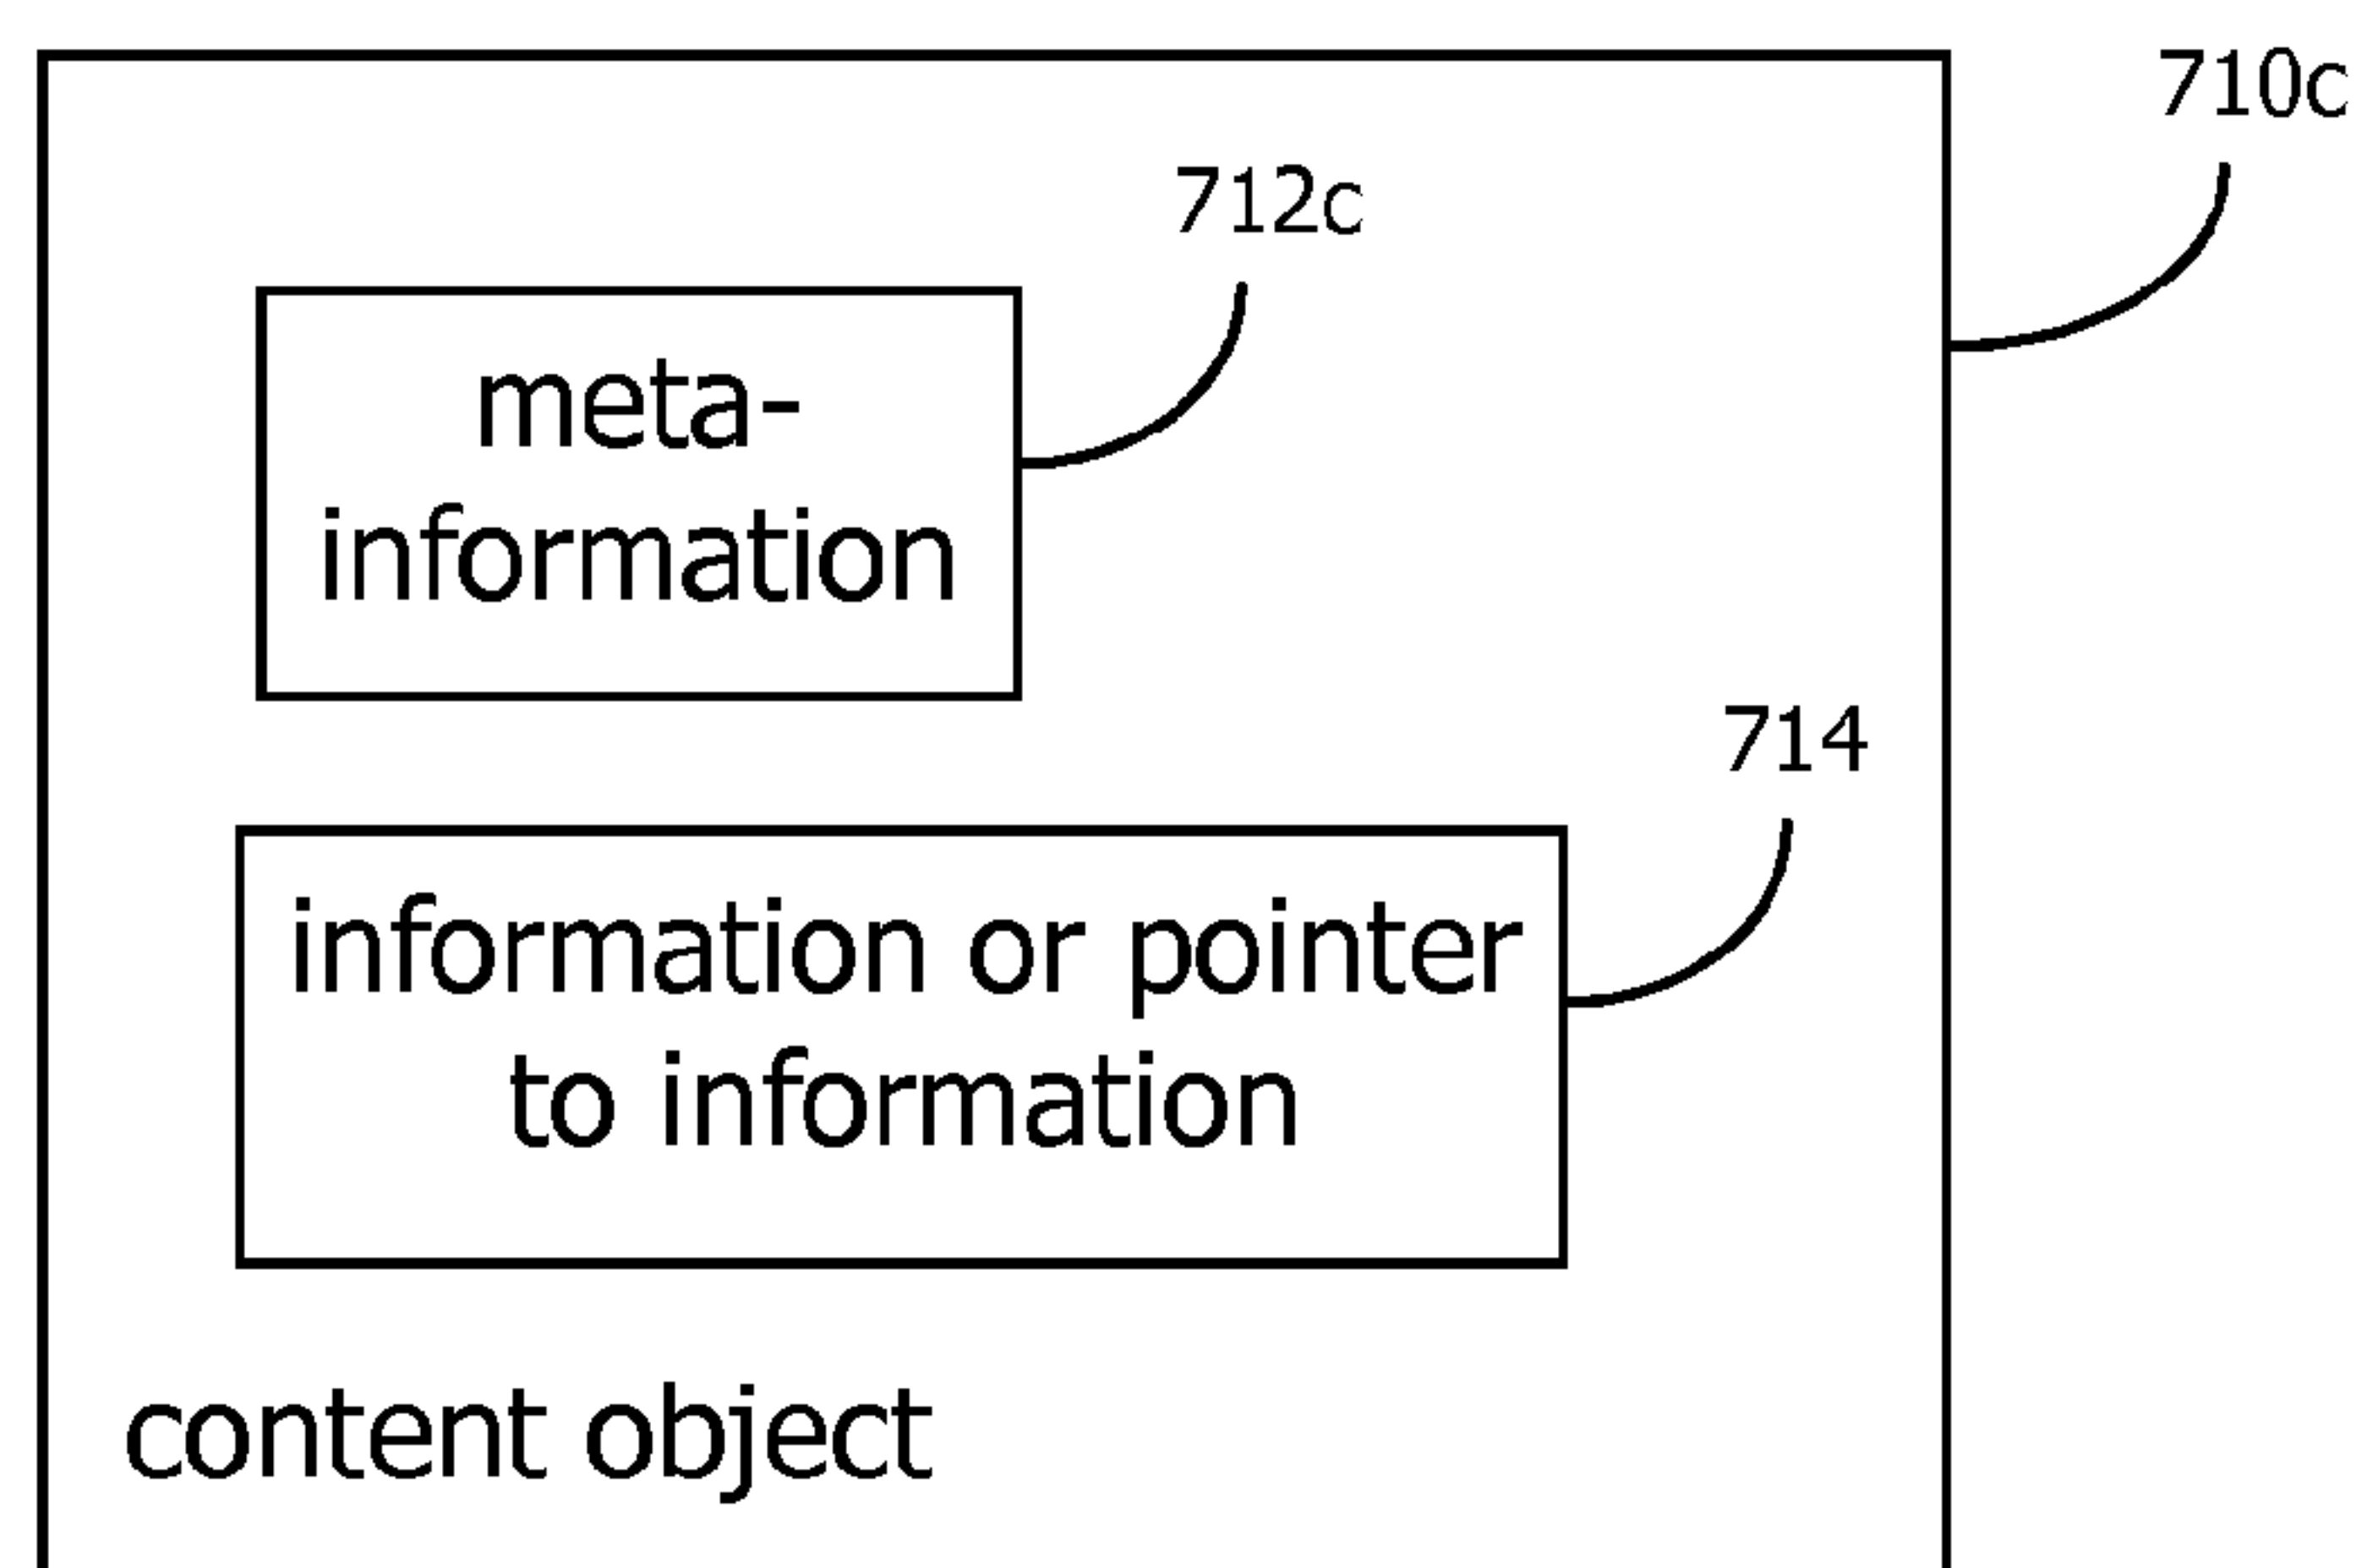 710c
712c
meta-
information
714
information or pointer
to information
content object